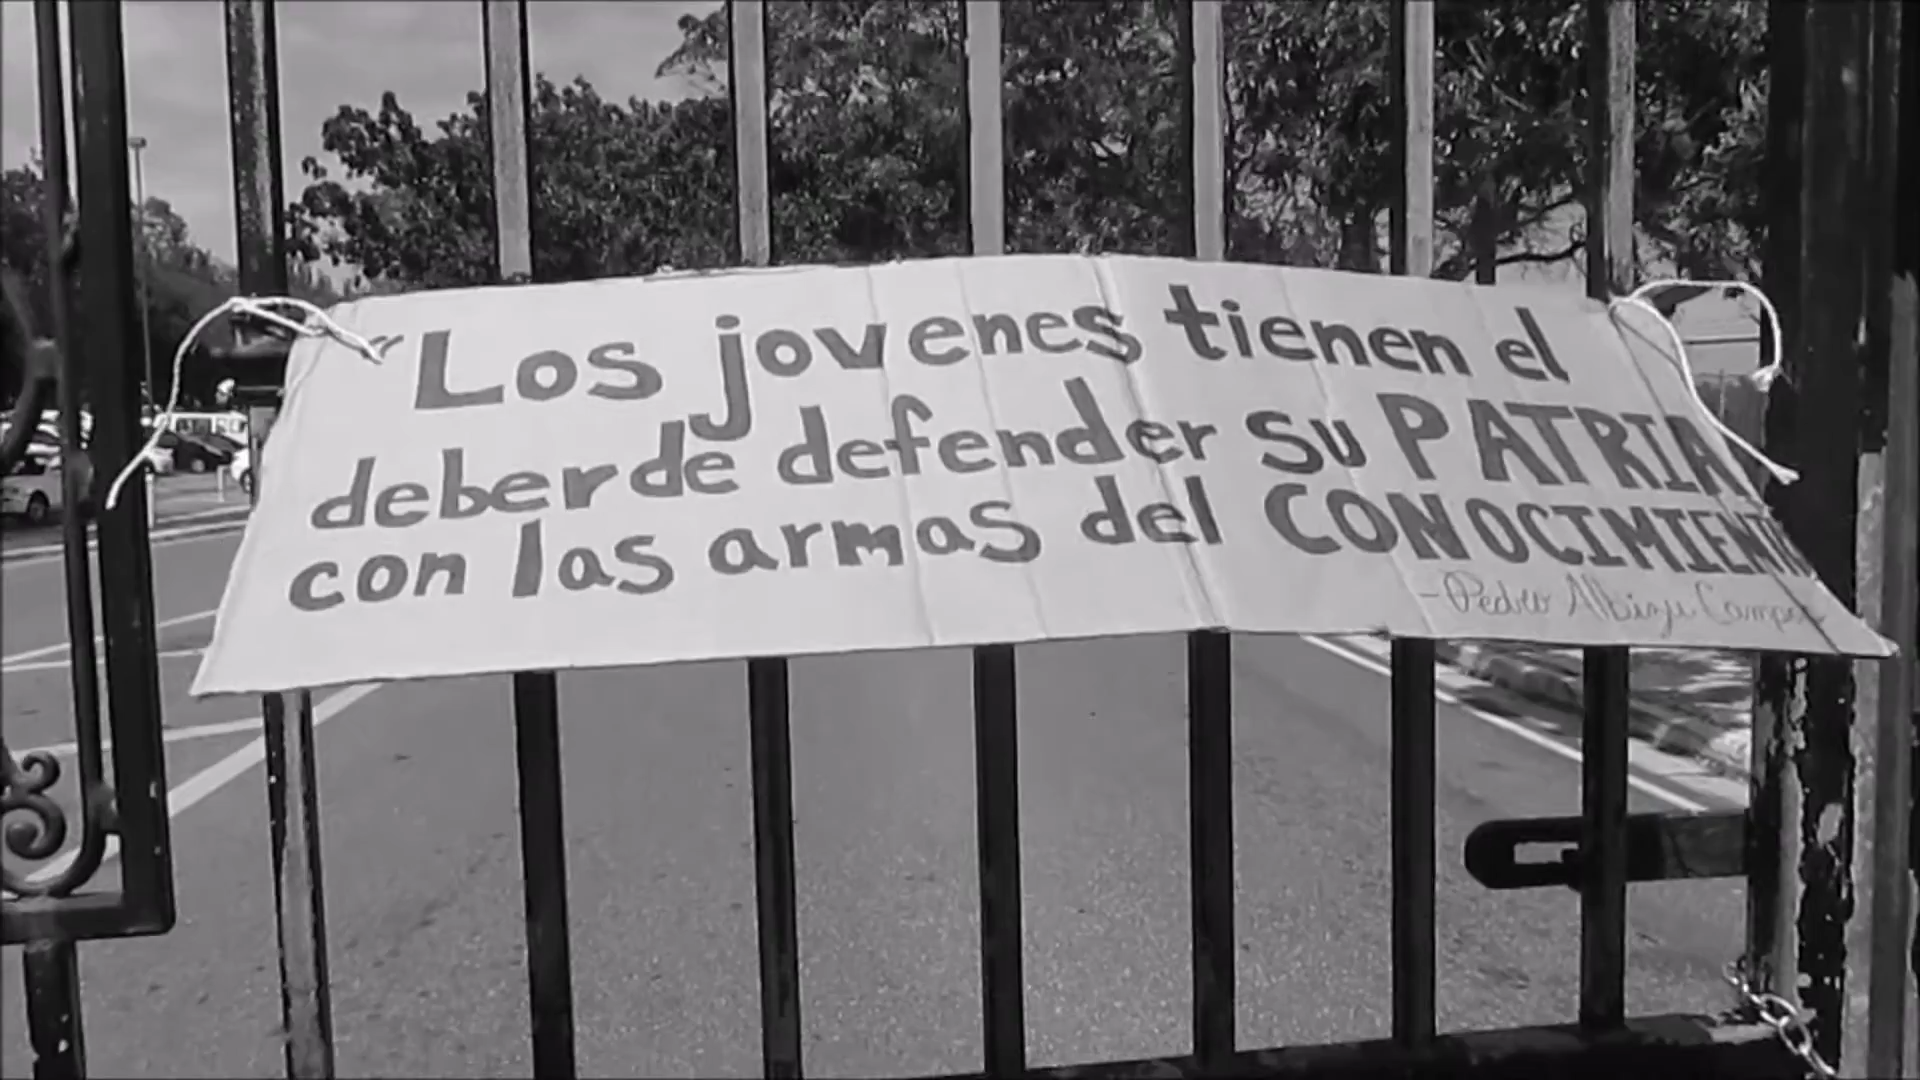 "Los jovenes tienen el
deber de defender su PATRIA
con las armas del CONOCIMIENTO
-Pedro Albizu Campos